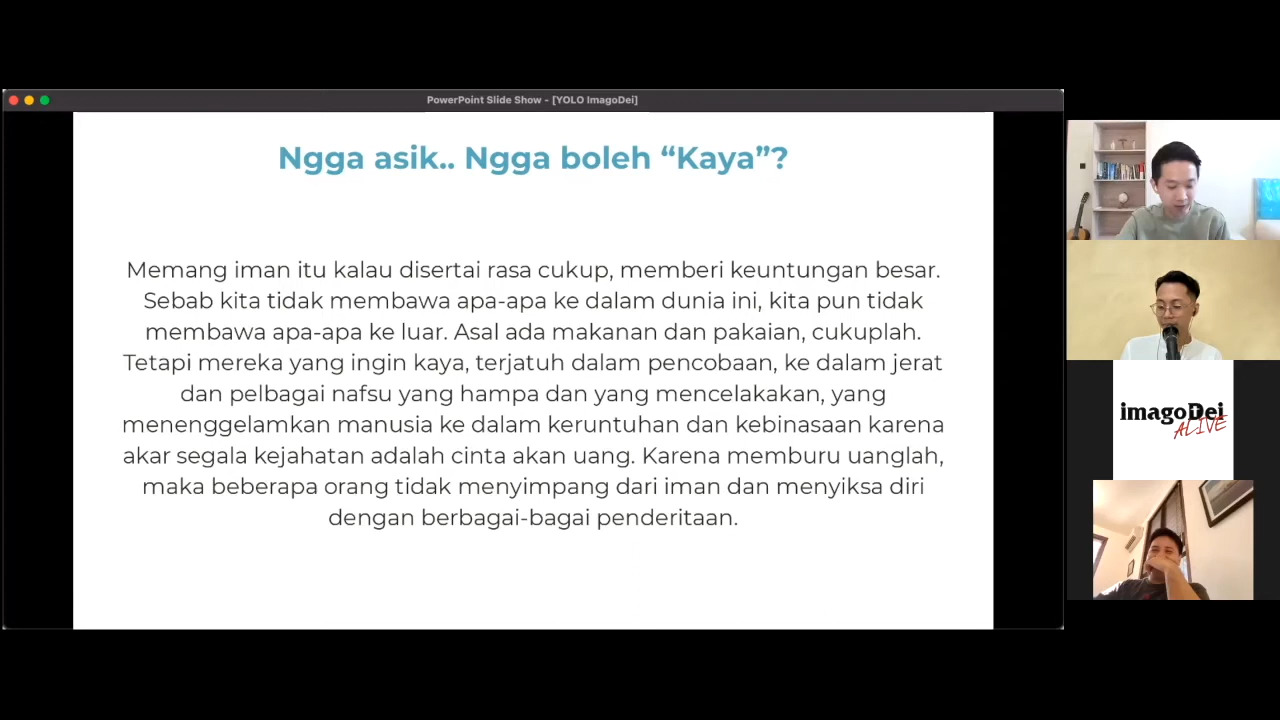 PowerPoint Slide Show - [YOLO ImagoDei]
Ngga asik.. Ngga boleh “Kaya”?
Memang iman itu kalau disertai rasa cukup, memberi keuntungan besar.
Sebab kita tidak membawa apa-apa ke dalam dunia ini, kita pun tidak
membawa apa-apa ke luar. Asal ada makanan dan pakaian, cukuplah.
Tetapi mereka yang ingin kaya, terjatuh dalam pencobaan, ke dalam jerat
dan pelbagai nafsu yang hampa dan yang mencelakakan, yang
menenggelamkan manusia ke dalam keruntuhan dan kebinasaan karena
akar segala kejahatan adalah cinta akan uang. Karena memburu uanglah,
maka beberapa orang tidak menyimpang dari iman dan menyiksa diri
dengan berbagai-bagai penderitaan.
imagoDei
ALIVE